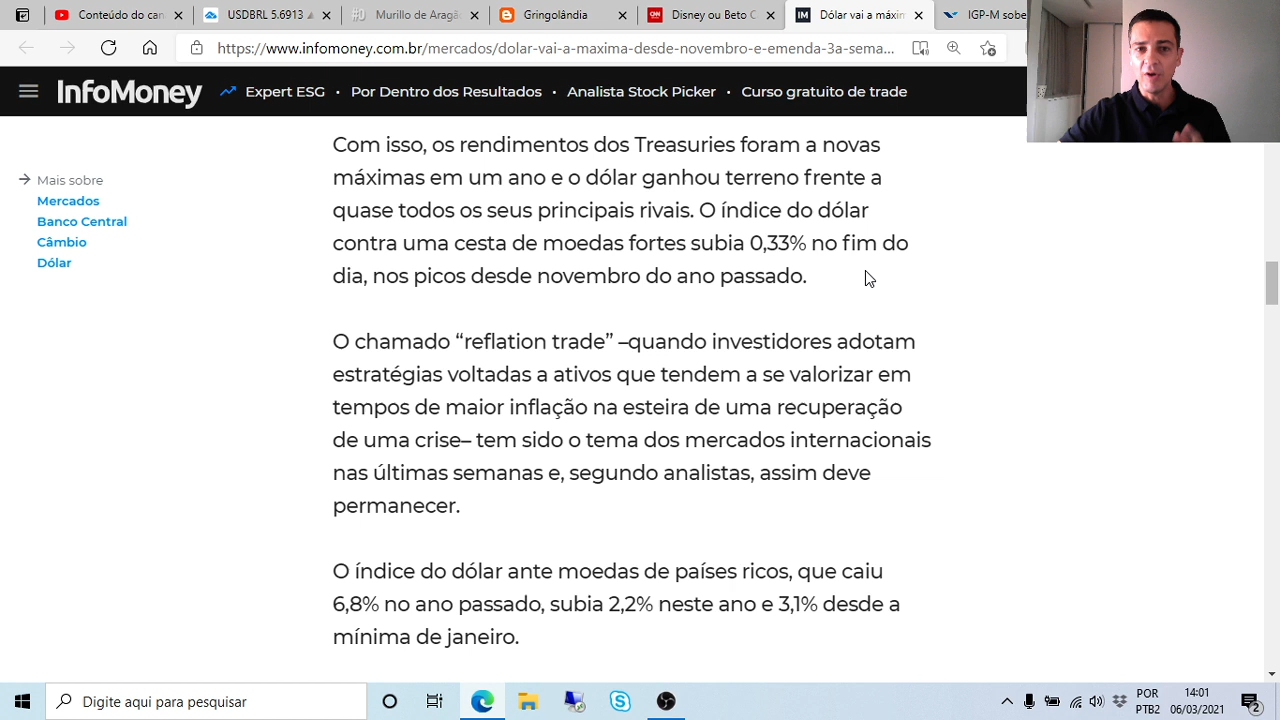 USDBRL 5.6913
Murillo de Aragã
Gringolândia
Disney ou Beto C
Dólar vai a máxim
IGP-M sobe
https://www.infomoney.com.br/mercados/dolar-vai-a-maxima-desde-novembro-e-emenda-3a-sema...
InfoMoney
Expert ESG • Por Dentro dos Resultados • Analista Stock Picker • Curso gratuito de trade
Mais sobre
Mercados
Banco Central
Câmbio
Dólar
Com isso, os rendimentos dos Treasuries foram a novas
máximas em um ano e o dólar ganhou terreno frente a
quase todos os seus principais rivais. O índice do dólar
contra uma cesta de moedas fortes subia 0,33% no fim do
dia, nos picos desde novembro do ano passado.
O chamado “reflation trade” –quando investidores adotam
estratégias voltadas a ativos que tendem a se valorizar em
tempos de maior inflação na esteira de uma recuperação
de uma crise– tem sido o tema dos mercados internacionais
nas últimas semanas e, segundo analistas, assim deve
permanecer.
O índice do dólar ante moedas de países ricos, que caiu
6,8% no ano passado, subia 2,2% neste ano e 3,1% desde a
mínima de janeiro.
Digite aqui para pesquisar
POR
PTB2
14:01
06/03/2021
2